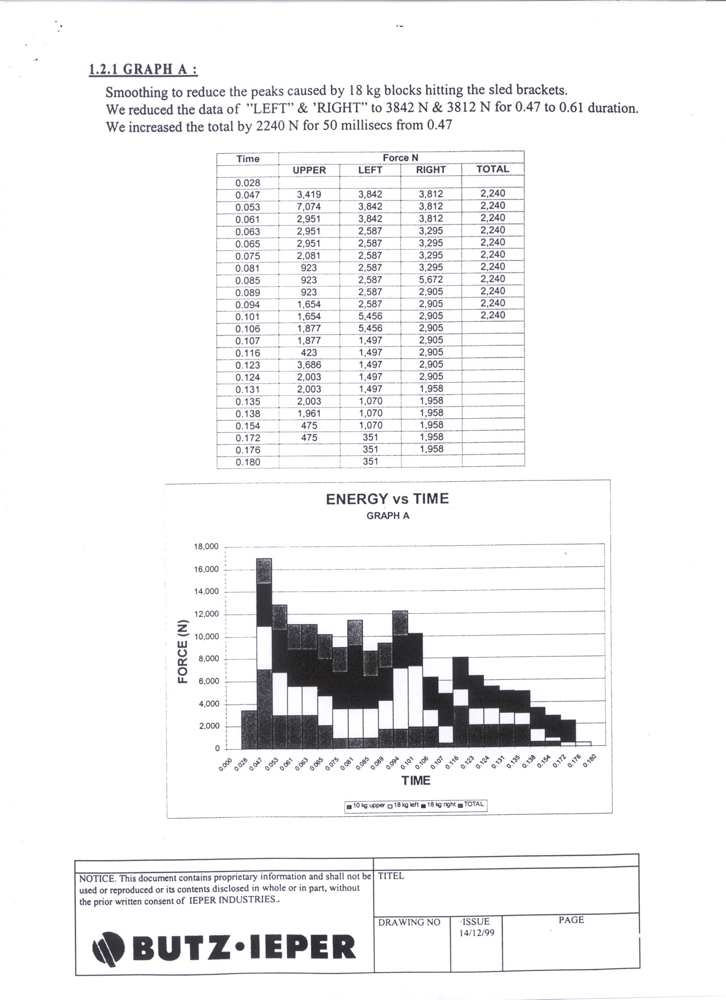 1.2.1 GRAPH A :
Smoothing to reduce the peaks caused by 18 kg blocks hitting the sled brackets.
We reduced the data of "LEFT" & 'RIGHT" to 3842 N & 3812 N for 0.47 to 0.61 duration.
We increased the total by 2240 N for 50 millisecs from 0.47
Time Force N
UPPER LEFT RIGHT TOTAL
0.028
0.047 3,419 3,842 3,812 2,240
0.053 7,074 3,842 3,812 2,240
0.061 2,951 3,842 3,812 2,240
0.063 2,951 2,587 3,295 2,240
0.065 2,951 2,587 3,295 2,240
0.075 2,081 2,587 3,295 2,240
0.081 923 2,587 3,295 2,240
0.085 923 2,587 5,672 2,240
0.089 923 2,587 2,905 2,240
0.094 1,654 2,587 2,905 2,240
0.101 1,654 5,456 2,905 2,240
0.106 1,877 5,456 2,905
0.107 1,877 1,497 2,905
0.116 423 1,497 2,905
0.123 3,686 1,497 2,905
0.124 2,003 1,497 2,905
0.131 2,003 1,497 1,958
0.135 2,003 1,070 1,958
0.138 1,961 1,070 1,958
0.154 475 1,070 1,958
0.172 475 351 1,958
0.176 351 1,958
0.180 351
ENERGY vs TIME
GRAPH A
FORCE (N)
18,000
16,000
14,000
12,000
10,000
8,000
6,000
4,000
2,000
0
0.000 0.028 0.047 0.053 0.061 0.063 0.065 0.075 0.081 0.085 0.089 0.094 0.101 0.106 0.107 0.116 0.123 0.124 0.131 0.135 0.138 0.154 0.172 0.176 0.180
TIME
10 kg upper 18 kg left 18 kg right TOTAL
NOTICE. This document contains proprietary information and shall not be
used or reproduced or its contents disclosed in whole or in part, without
the prior written consent of IEPER INDUSTRIES..
TITEL
DRAWING NO
ISSUE
14/12/99
PAGE
BUTZ•IEPER